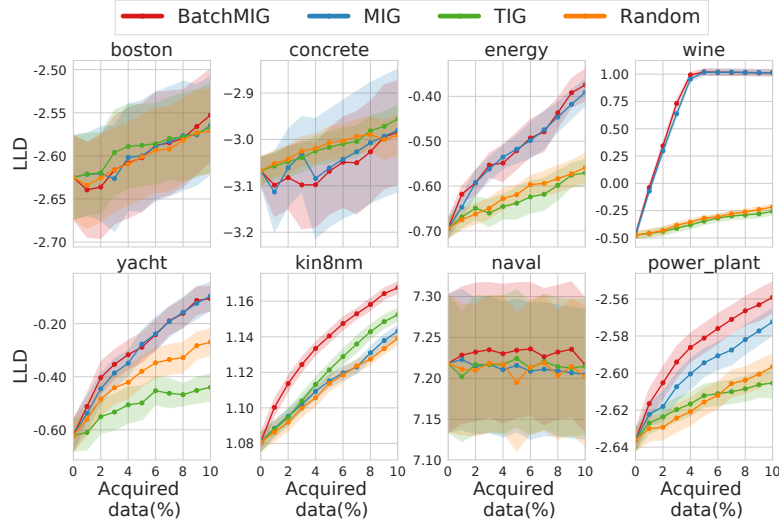 BatchMIG MIG TIG Random
boston concrete energy wine
-2.50 -2.55 -2.60 -2.65 -2.70
LLD
−2.9 −3.0 −3.1 −3.2
-0.40 -0.50 -0.60 -0.70
1.00 0.75 0.50 0.25 0.00 -0.25 -0.50
yacht kin8nm naval power_plant
-0.20 -0.40 -0.60
LLD
1.16 1.14 1.12 1.10 1.08
7.30 7.25 7.20 7.15 7.10
-2.56 -2.58 -2.60 -2.62 -2.64
0 2 4 6 8 10 0 2 4 6 8 10 0 2 4 6 8 10 0 2 4 6 8 10
Acquired Acquired Acquired Acquired
data(%) data(%) data(%) data(%)